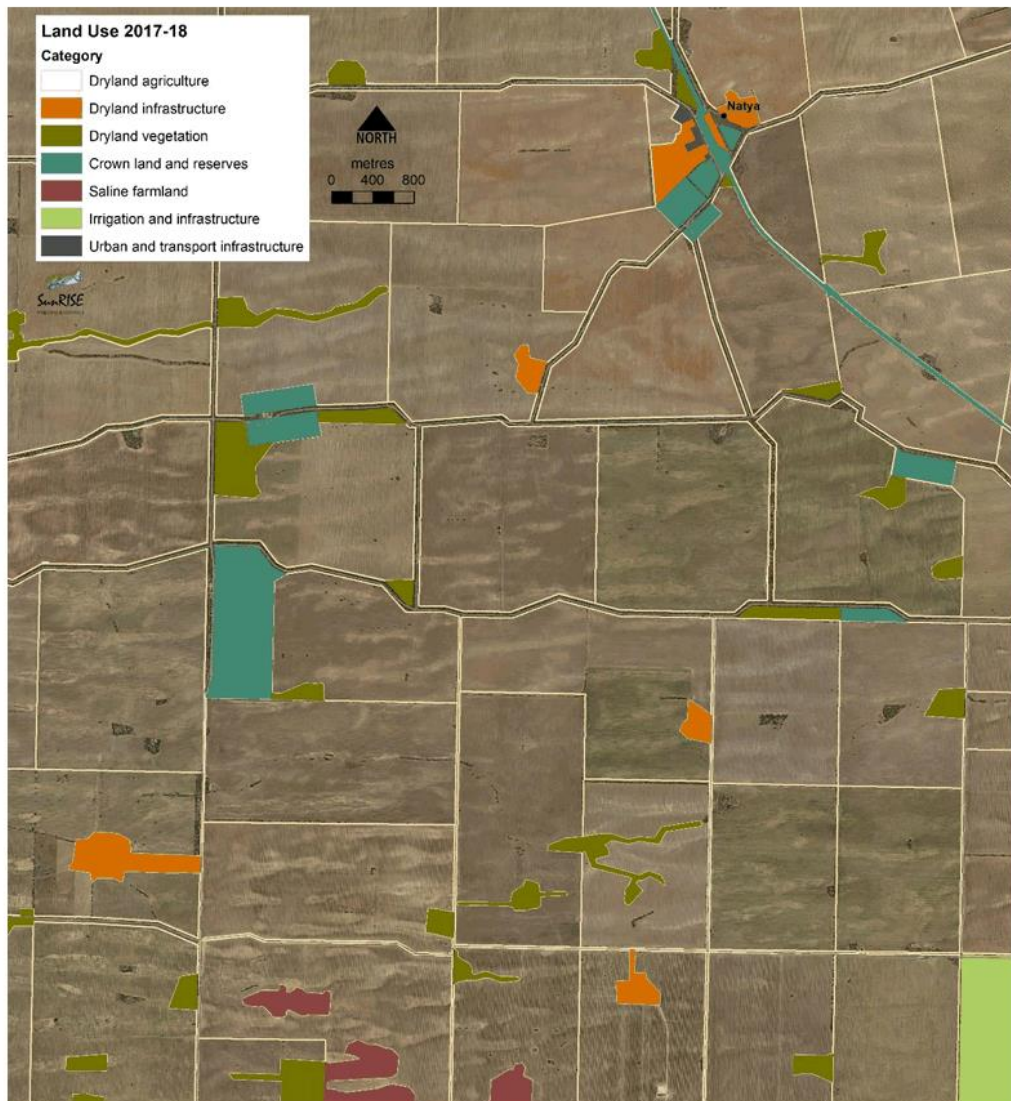 Land Use 2017-18
Category
Dryland agriculture
Dryland infrastructure
Dryland vegetation
Crown land and reserves
Saline farmland
Irrigation and infrastructure
Urban and transport infrastructure
NORTH
metres
0 400 800
Natya
SunRISE